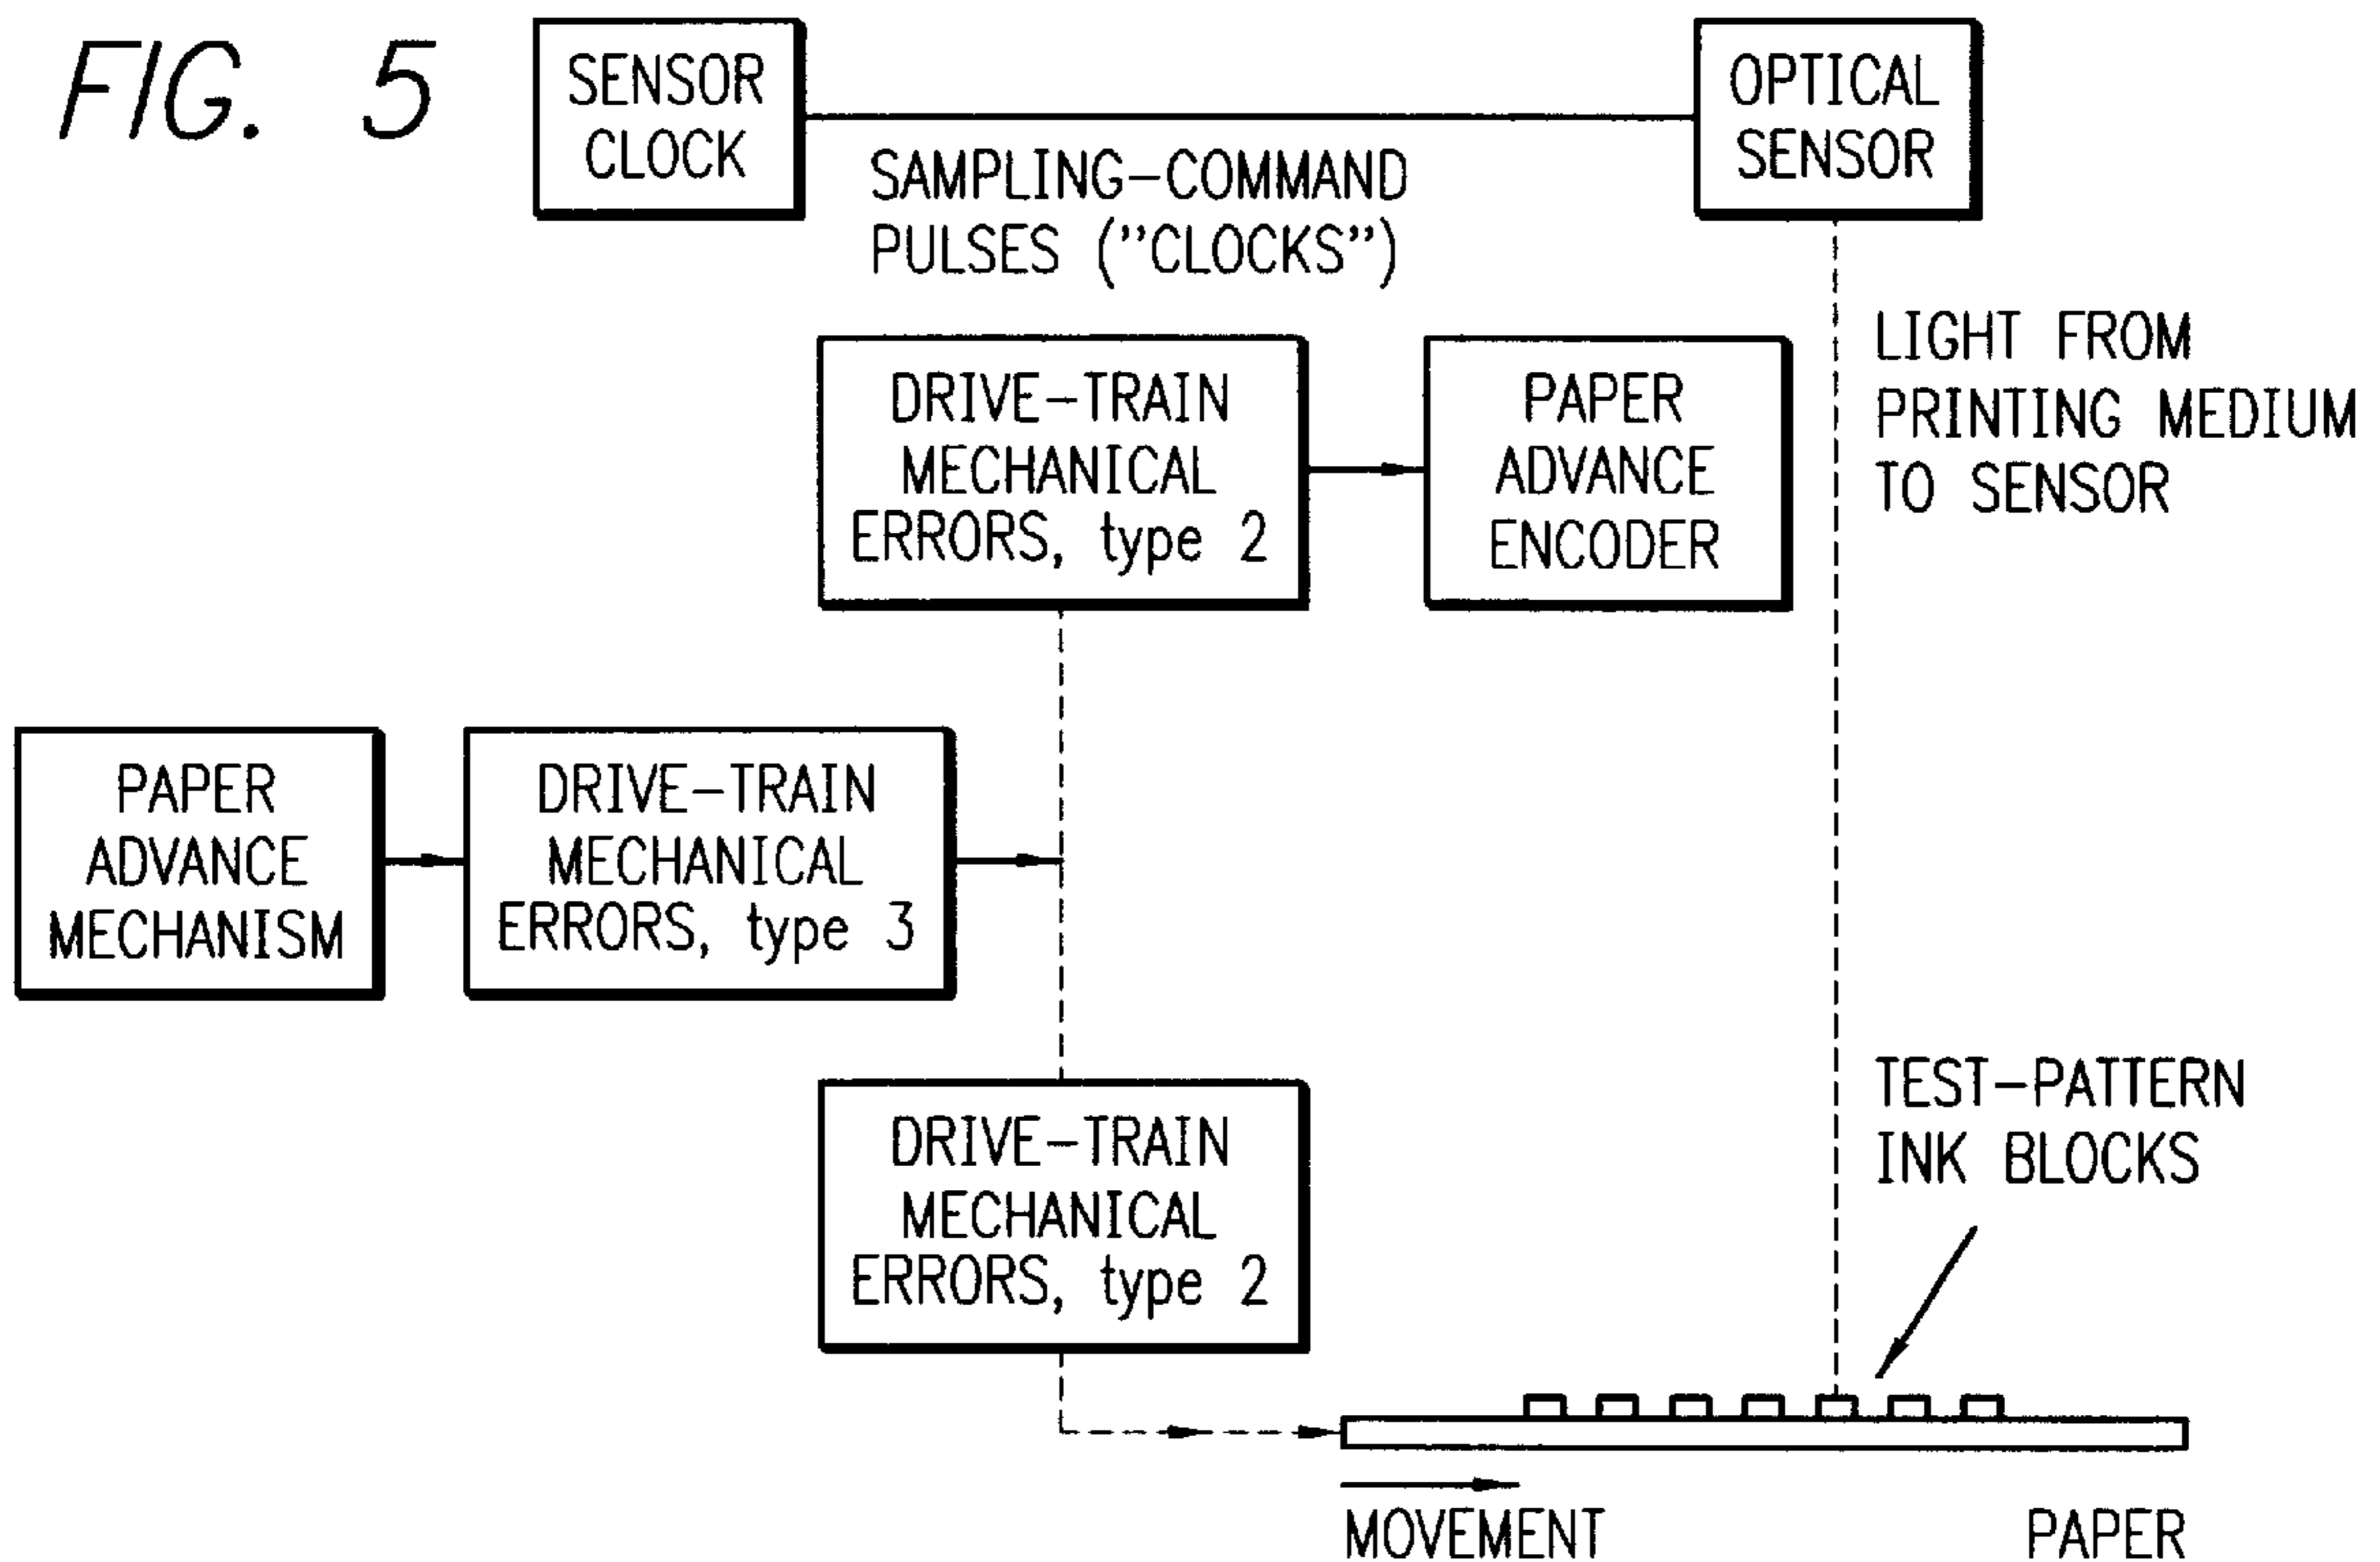 FIG. 5
SENSOR
CLOCK
OPTICAL
SENSOR
SAMPLING-COMMAND
PULSES ("CLOCKS")
DRIVE-TRAIN
MECHANICAL
ERRORS, type 2
PAPER
ADVANCE
ENCODER
LIGHT FROM
PRINTING MEDIUM
TO SENSOR
PAPER
ADVANCE
MECHANISM
DRIVE-TRAIN
MECHANICAL
ERRORS, type 3
DRIVE-TRAIN
MECHANICAL
ERRORS, type 2
TEST-PATTERN
INK BLOCKS
MOVEMENT
PAPER